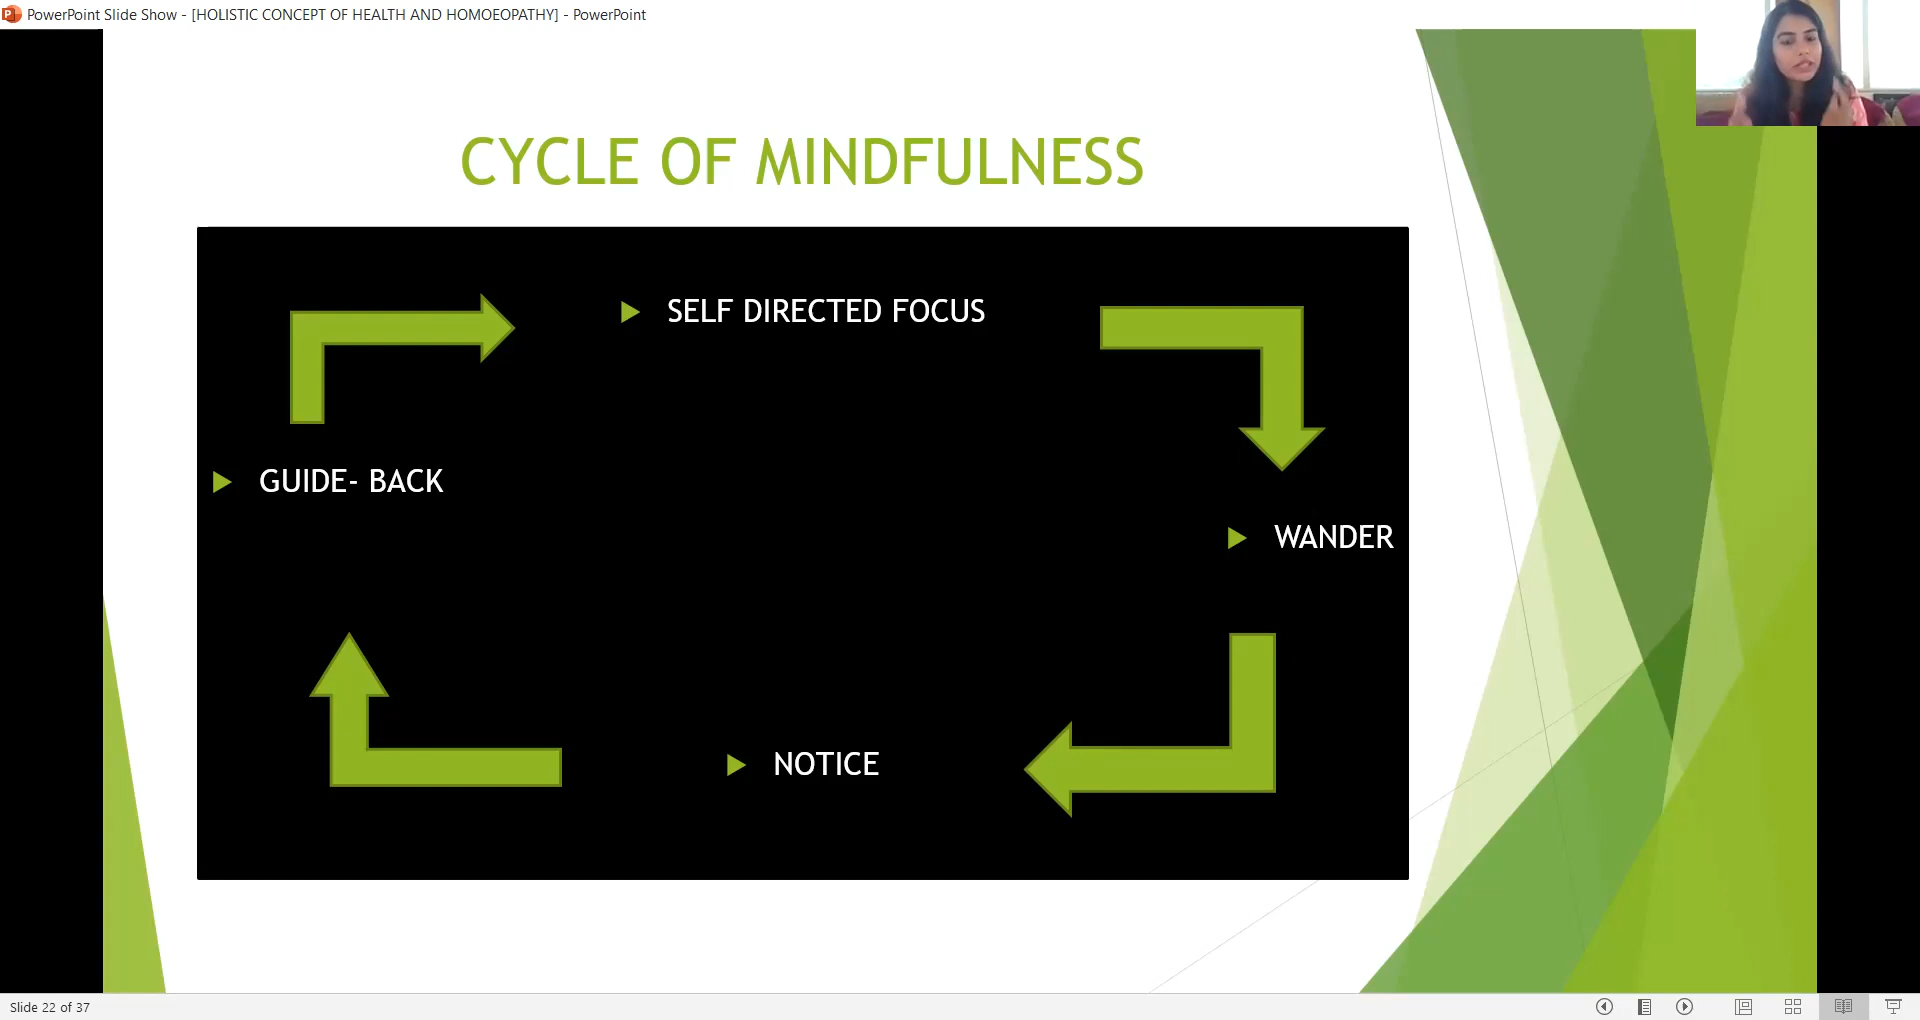 PowerPoint Slide Show - [HOLISTIC CONCEPT OF HEALTH AND HOMOEOPATHY] - PowerPoint
CYCLE OF MINDFULNESS
SELF DIRECTED FOCUS
GUIDE- BACK
WANDER
NOTICE
Slide 22 of 37